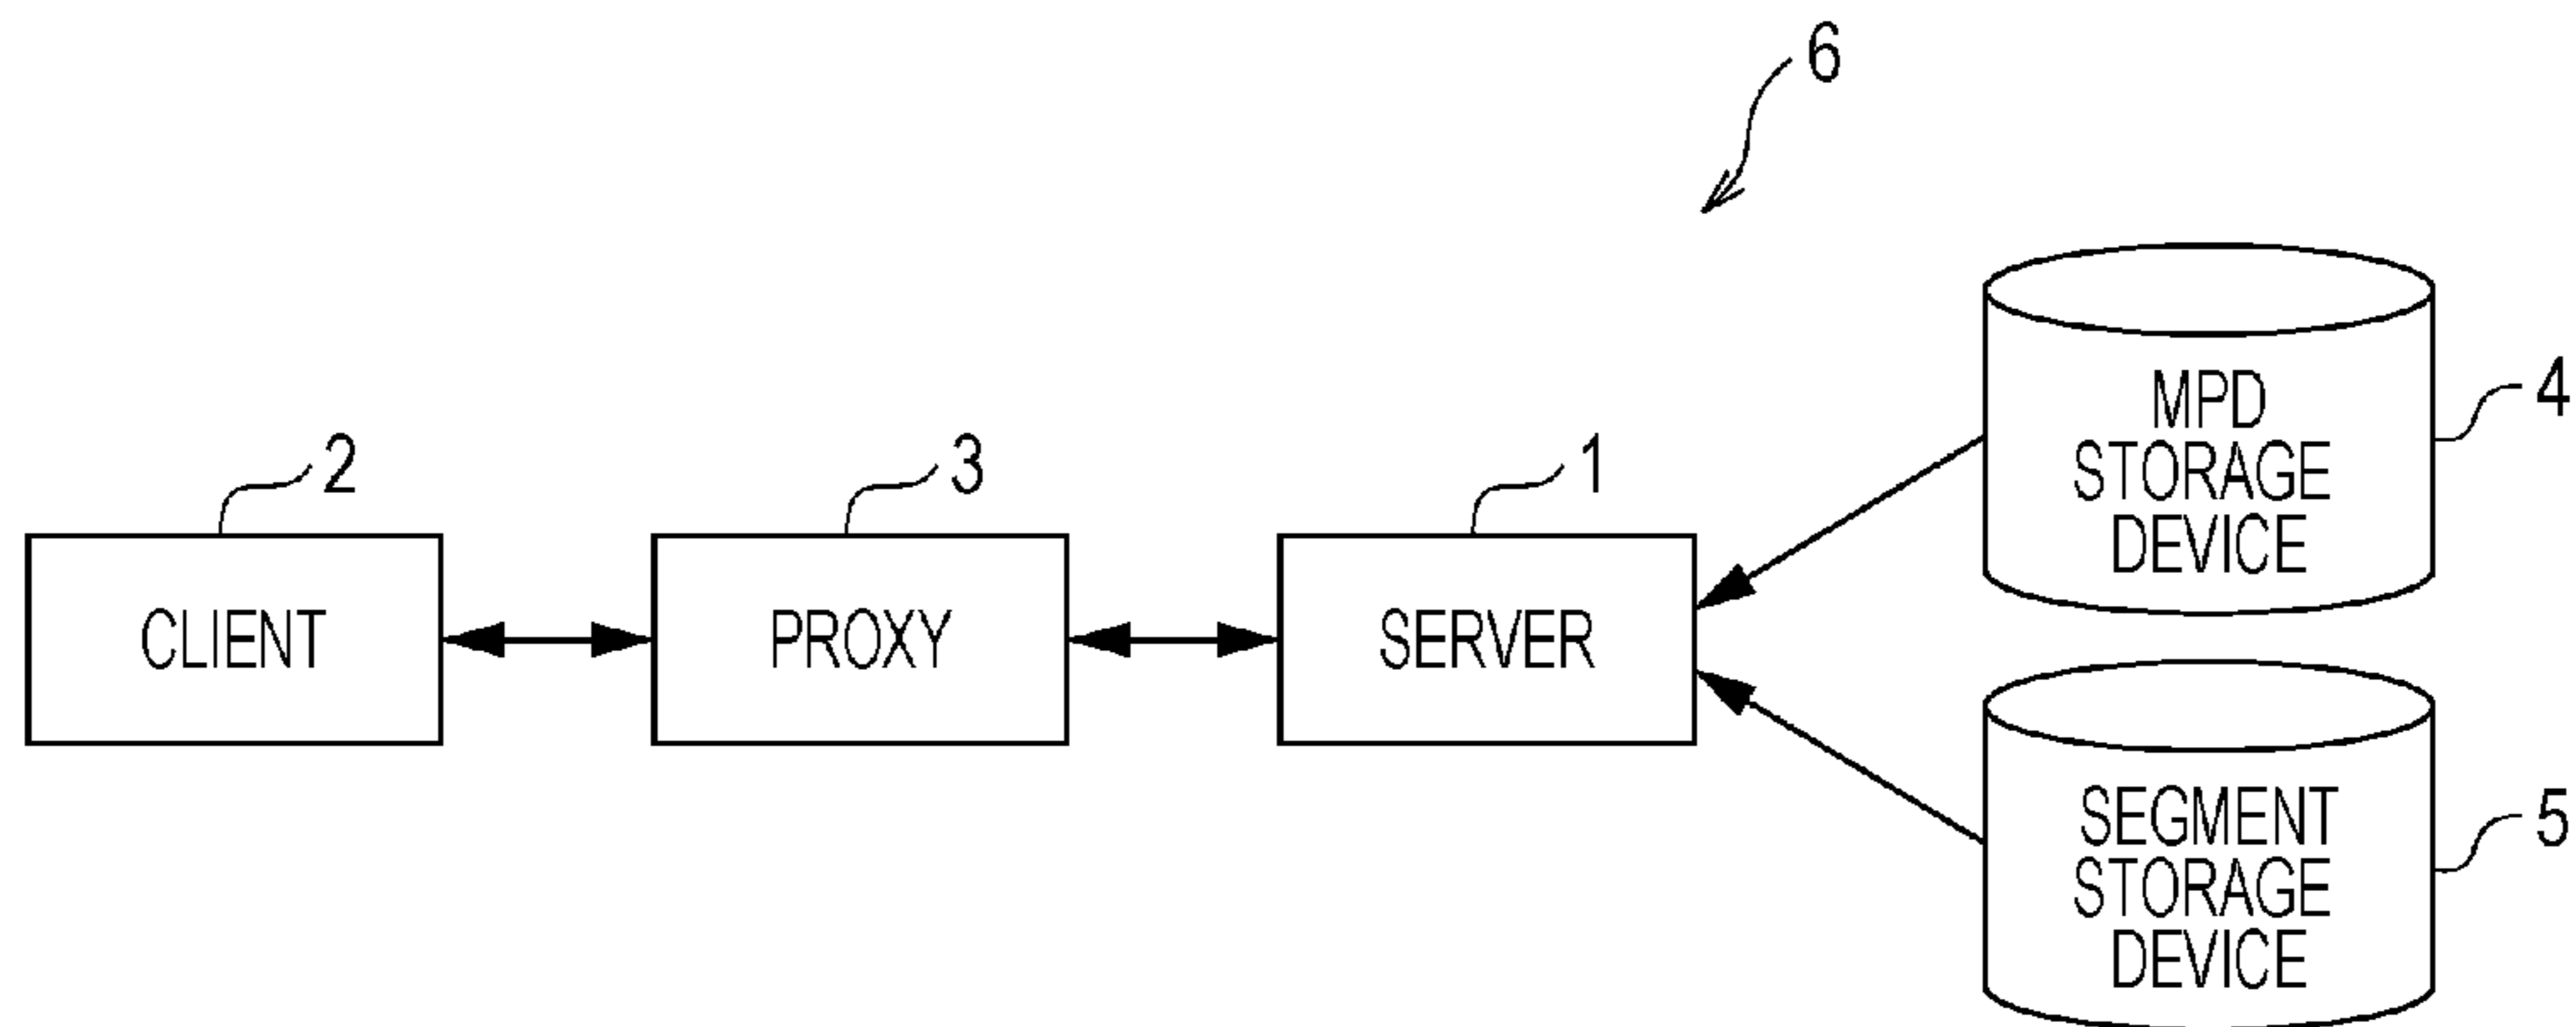 6
MPD
STORAGE
DEVICE
4
2
3
1
CLIENT
PROXY
SERVER
SEGMENT
STORAGE
DEVICE
5